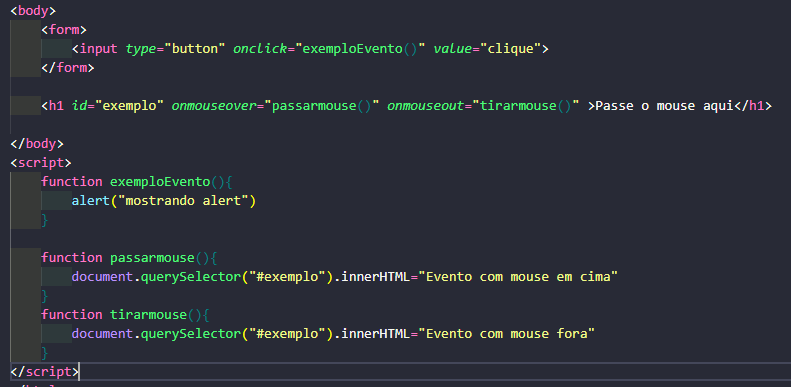 <body>
<form>
<input type="button" onclick="exemploEvento()" value="clique">
</form>
<h1 id="exemplo" onmouseover="passarmouse()" onmouseout="tirarmouse()" >Passe o mouse aqui</h1>
</body>
<script>
function exemploEvento(){
alert("mostrando alert")
}
function passarmouse(){
document.querySelector("#exemplo").innerHTML="Evento com mouse em cima"
}
function tirarmouse(){
document.querySelector("#exemplo").innerHTML="Evento com mouse fora"
}
</script>